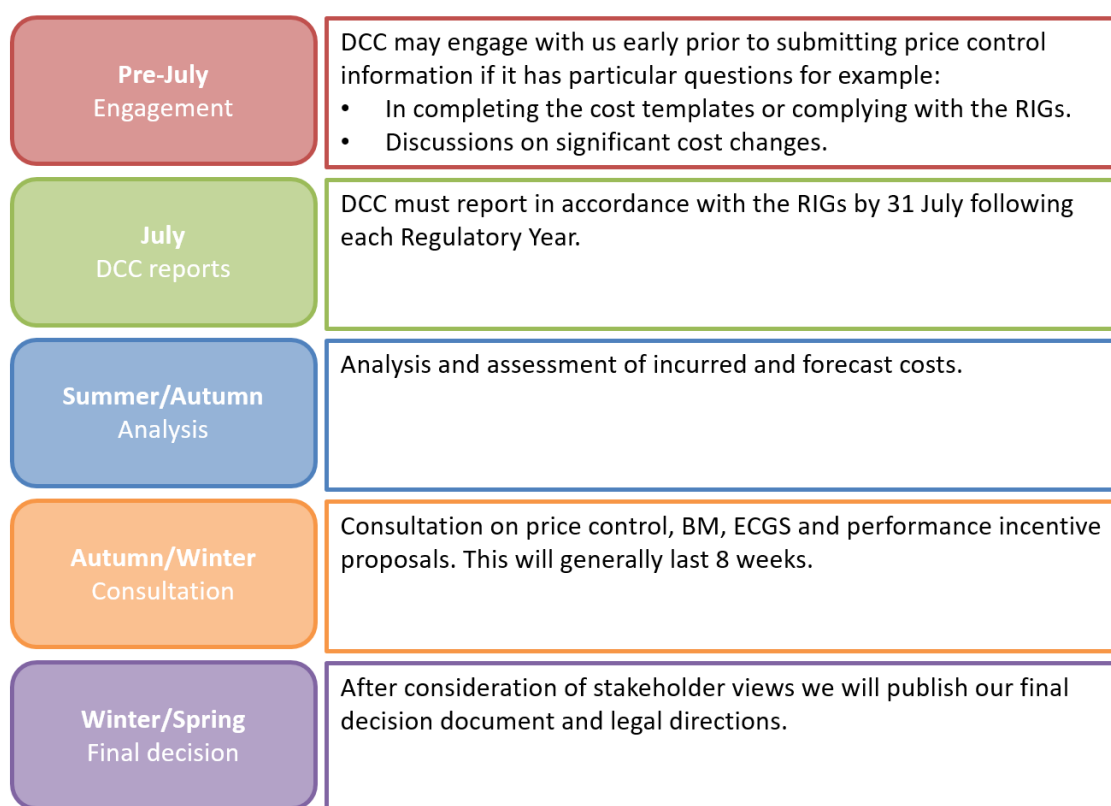 Pre-July
Engagement
DCC may engage with us early prior to submitting price control
information if it has particular questions for example:
• In completing the cost templates or complying with the RIGs.
• Discussions on significant cost changes.
July
DCC reports
DCC must report in accordance with the RIGs by 31 July following
each Regulatory Year.
Summer/Autumn
Analysis
Analysis and assessment of incurred and forecast costs.
Autumn/Winter
Consultation
Consultation on price control, BM, ECGS and performance incentive
proposals. This will generally last 8 weeks.
Winter/Spring
Final decision
After consideration of stakeholder views we will publish our final
decision document and legal directions.